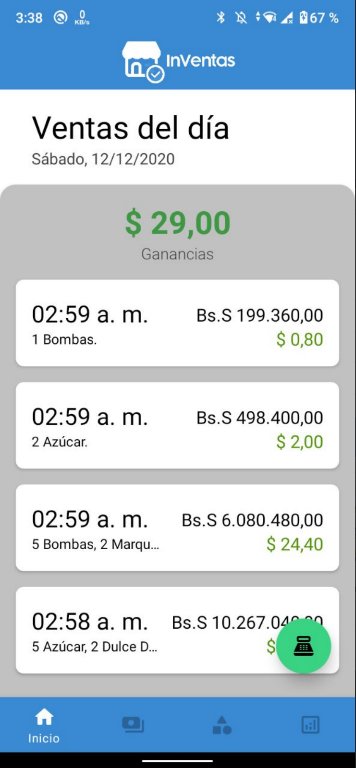 3:38 0 KB/s 67 %
InVentas
Ventas del día
Sábado, 12/12/2020
$ 29,00
Ganancias
02:59 a. m. Bs.S 199.360,00
1 Bombas. $ 0,80
02:59 a. m. Bs.S 498.400,00
2 Azúcar. $ 2,00
02:59 a. m. Bs.S 6.080.480,00
5 Bombas, 2 Marqu... $ 24,40
02:58 a. m. Bs.S 10.267.040,00
5 Azúcar, 2 Dulce D... $
Inicio